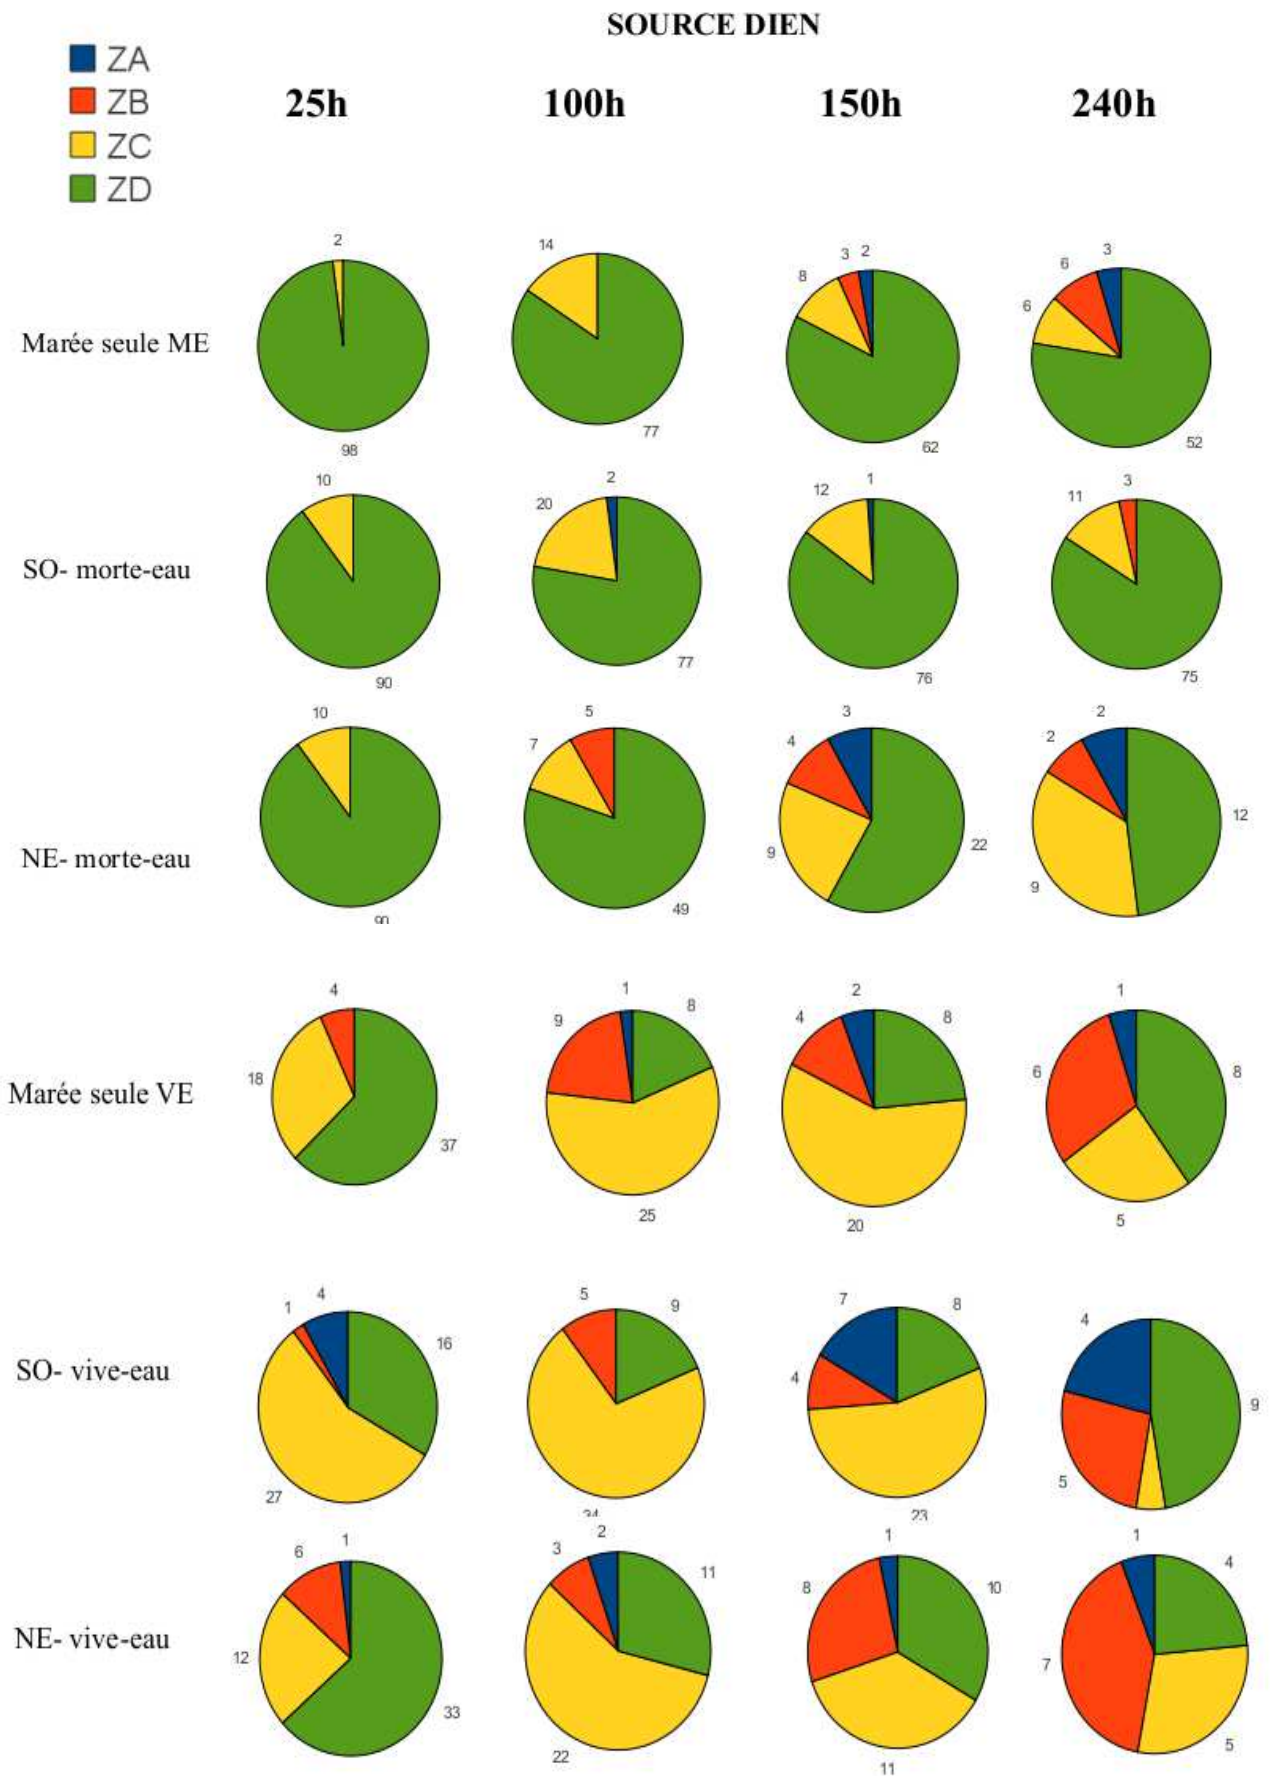 SOURCE DIEN
ZA
ZB
ZC
ZD
25h 100h 150h 240h
Marée seule ME
2
98
14
77
8 3 2
62
6 6 3
52
SO- morte-eau
10
90
20 2
77
12 1
76
11 3
75
NE- morte-eau
10
90
7 5
49
9 4 3
22
9 2 2
12
Marée seule VE
18 4
37
9 1 8
25
4 2 8
20
6 1 8
5
SO- vive-eau
1 4 16
27
5 9
34
4 7 8
23
5 4 9
NE- vive-eau
12 6 1
33
3 2 11
22
8 1 10
11
7 1 4
5